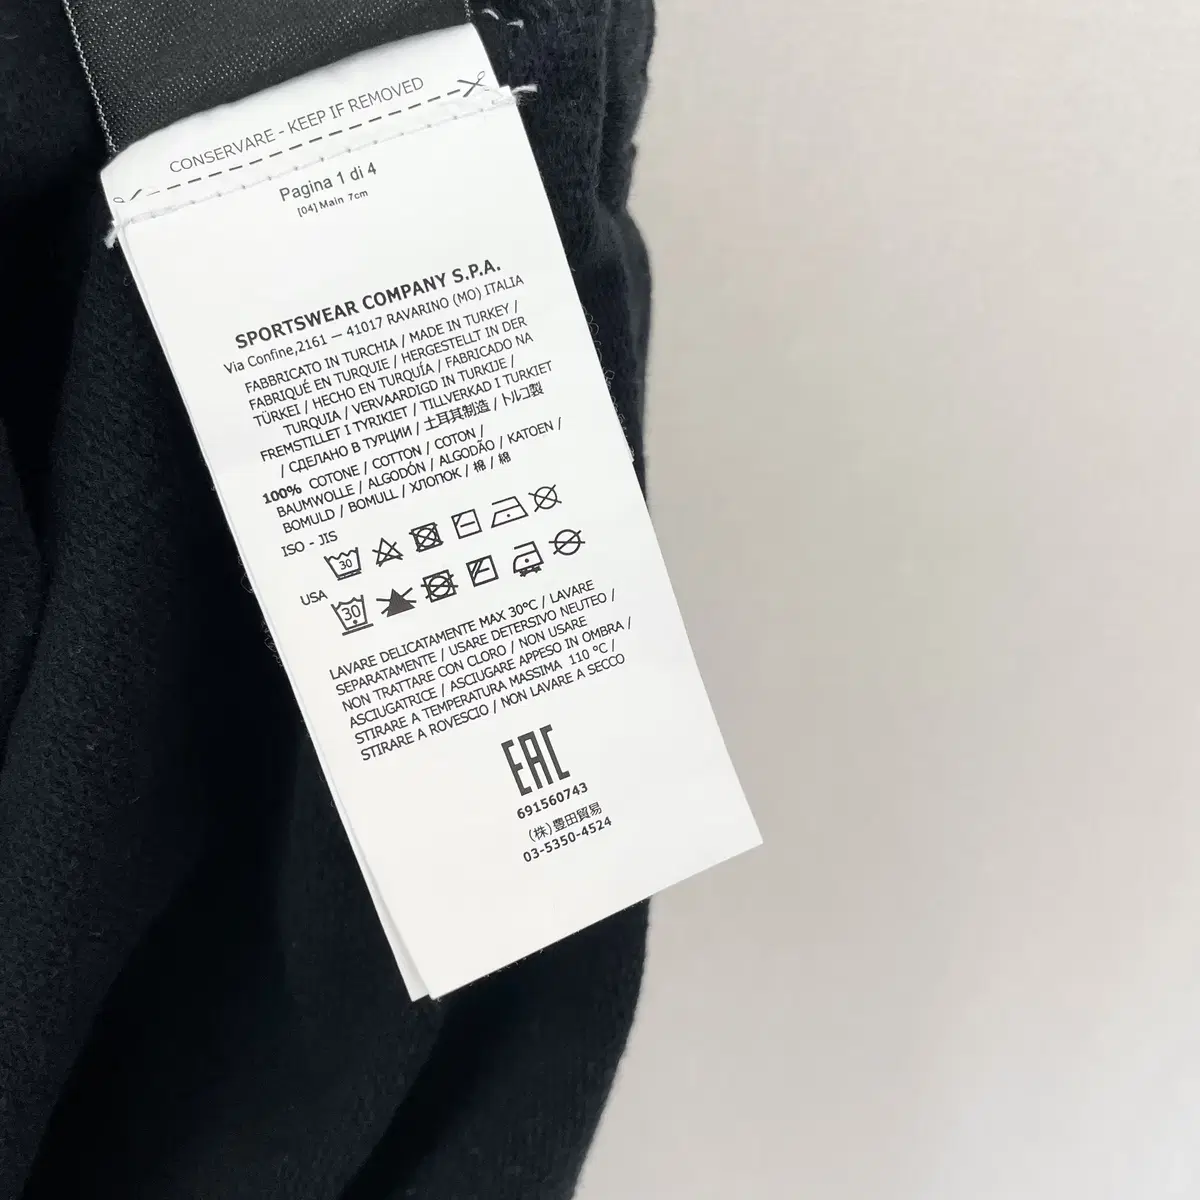 CONSERVARE - KEEP IF REMOVED
Pagina 1 di 4
[04] Main 7cm
SPORTSWEAR COMPANY S.P.A.
Via Confine,2161 — 41017 RAVARINO (MO) ITALIA
FABBRICATO IN TURCHIA / MADE IN TURKEY /
FABRIQUÉ EN TURQUIE / HERGESTELLT IN DER
TÜRKEI / HECHO EN TURQUÍA / FABRICADO NA
TURQUIA / VERVAARDIGD IN TURKIJE /
FREMSTILLET I TYRKIET / TILLVERKAD I TURKIET
/ СДЕЛАНО В ТУРЦИИ / 土耳其制造 / トルコ製
100% COTONE / COTTON / COTON /
BAUMWOLLE / ALGODÓN / ALGODÃO / KATOEN /
BOMULD / BOMULL / ХЛОПОК / 棉 / 綿
ISO - JIS
30
USA
30
LAVARE DELICATAMENTE MAX 30°C / LAVARE
SEPARATAMENTE / USARE DETERSIVO NEUTEO /
NON TRATTARE CON CLORO / NON USARE
ASCIUGATRICE / ASCIUGARE APPESO IN OMBRA /
STIRARE A TEMPERATURA MASSIMA 110 °C /
STIRARE A ROVESCIO / NON LAVARE A SECCO
EAC
691560743
(株)豊田貿易
03-5350-4524